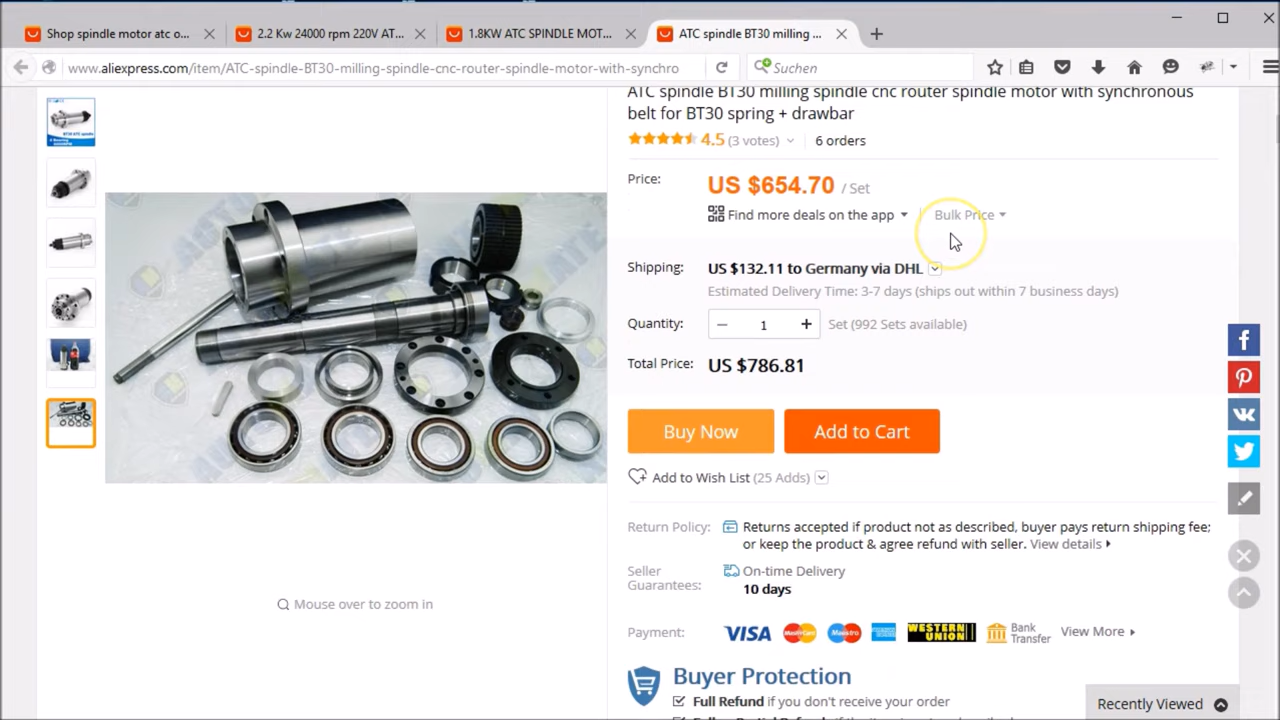 Shop spindle motor atc o...
2.2 Kw 24000 rpm 220V AT...
1.8KW ATC SPINDLE MOT...
ATC spindle BT30 milling ...
www.aliexpress.com/item/ATC-spindle-BT30-milling-spindle-cnc-router-spindle-motor-with-synchro
Suchen
ATC spindle BT30 milling spindle cnc router spindle motor with synchronous
belt for BT30 spring + drawbar
4.5 (3 votes) 6 orders
Price: US $654.70 / Set
Find more deals on the app Bulk Price
Shipping: US $132.11 to Germany via DHL
Estimated Delivery Time: 3-7 days (ships out within 7 business days)
Quantity: 1 Set (992 Sets available)
Total Price: US $786.81
Buy Now Add to Cart
Add to Wish List (25 Adds)
Return Policy: Returns accepted if product not as described, buyer pays return shipping fee;
or keep the product & agree refund with seller. View details
Seller
Guarantees:
On-time Delivery
10 days
Mouse over to zoom in
Payment: VISA MasterCard Maestro WESTERN UNION Bank
Transfer View More
Buyer Protection
Full Refund if you don't receive your order
Recently Viewed